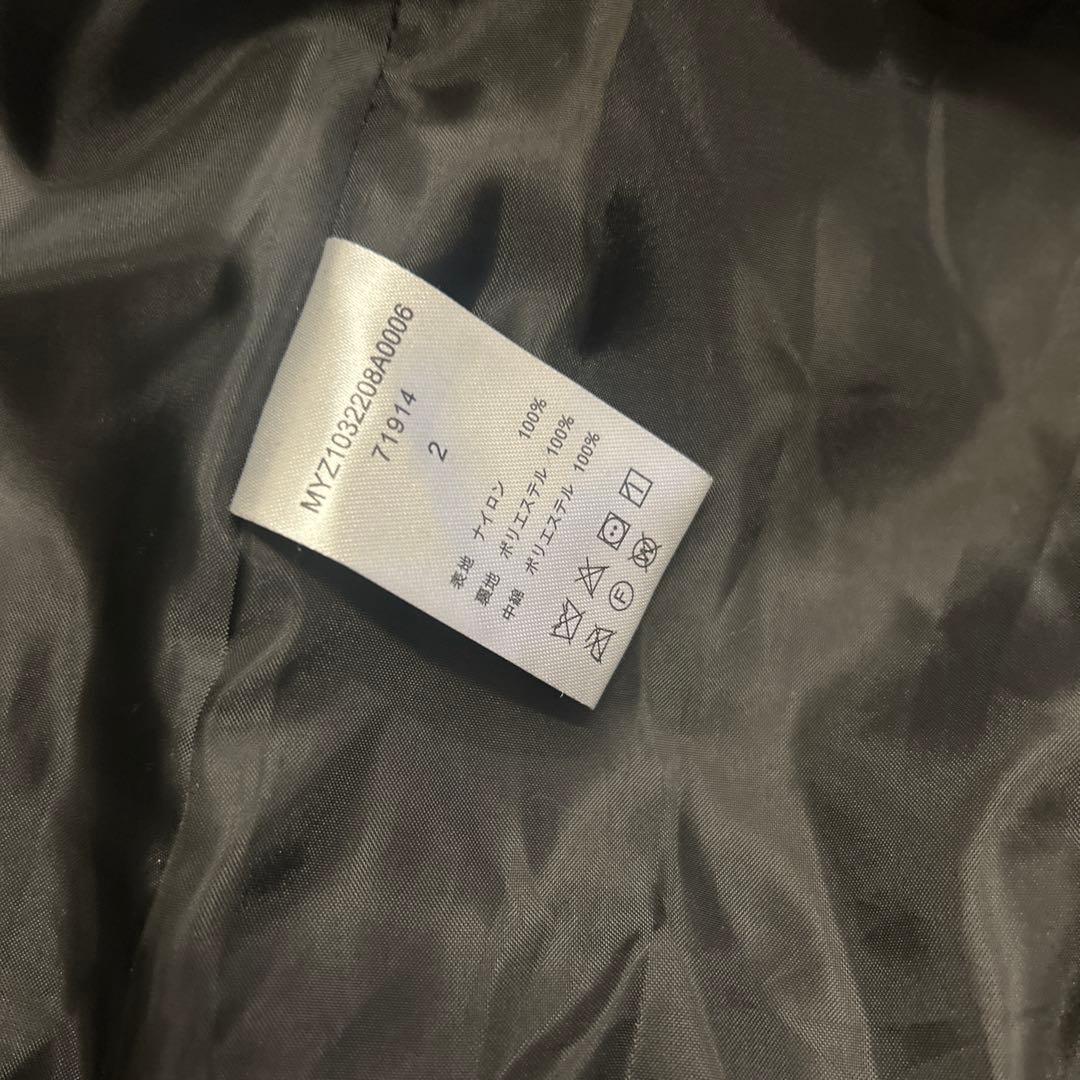 MYZ1032208A0006
71914
2
表地 ナイロン 100%
裏地 ポリエステル 100%
中綿 ポリエステル 100%
F
W